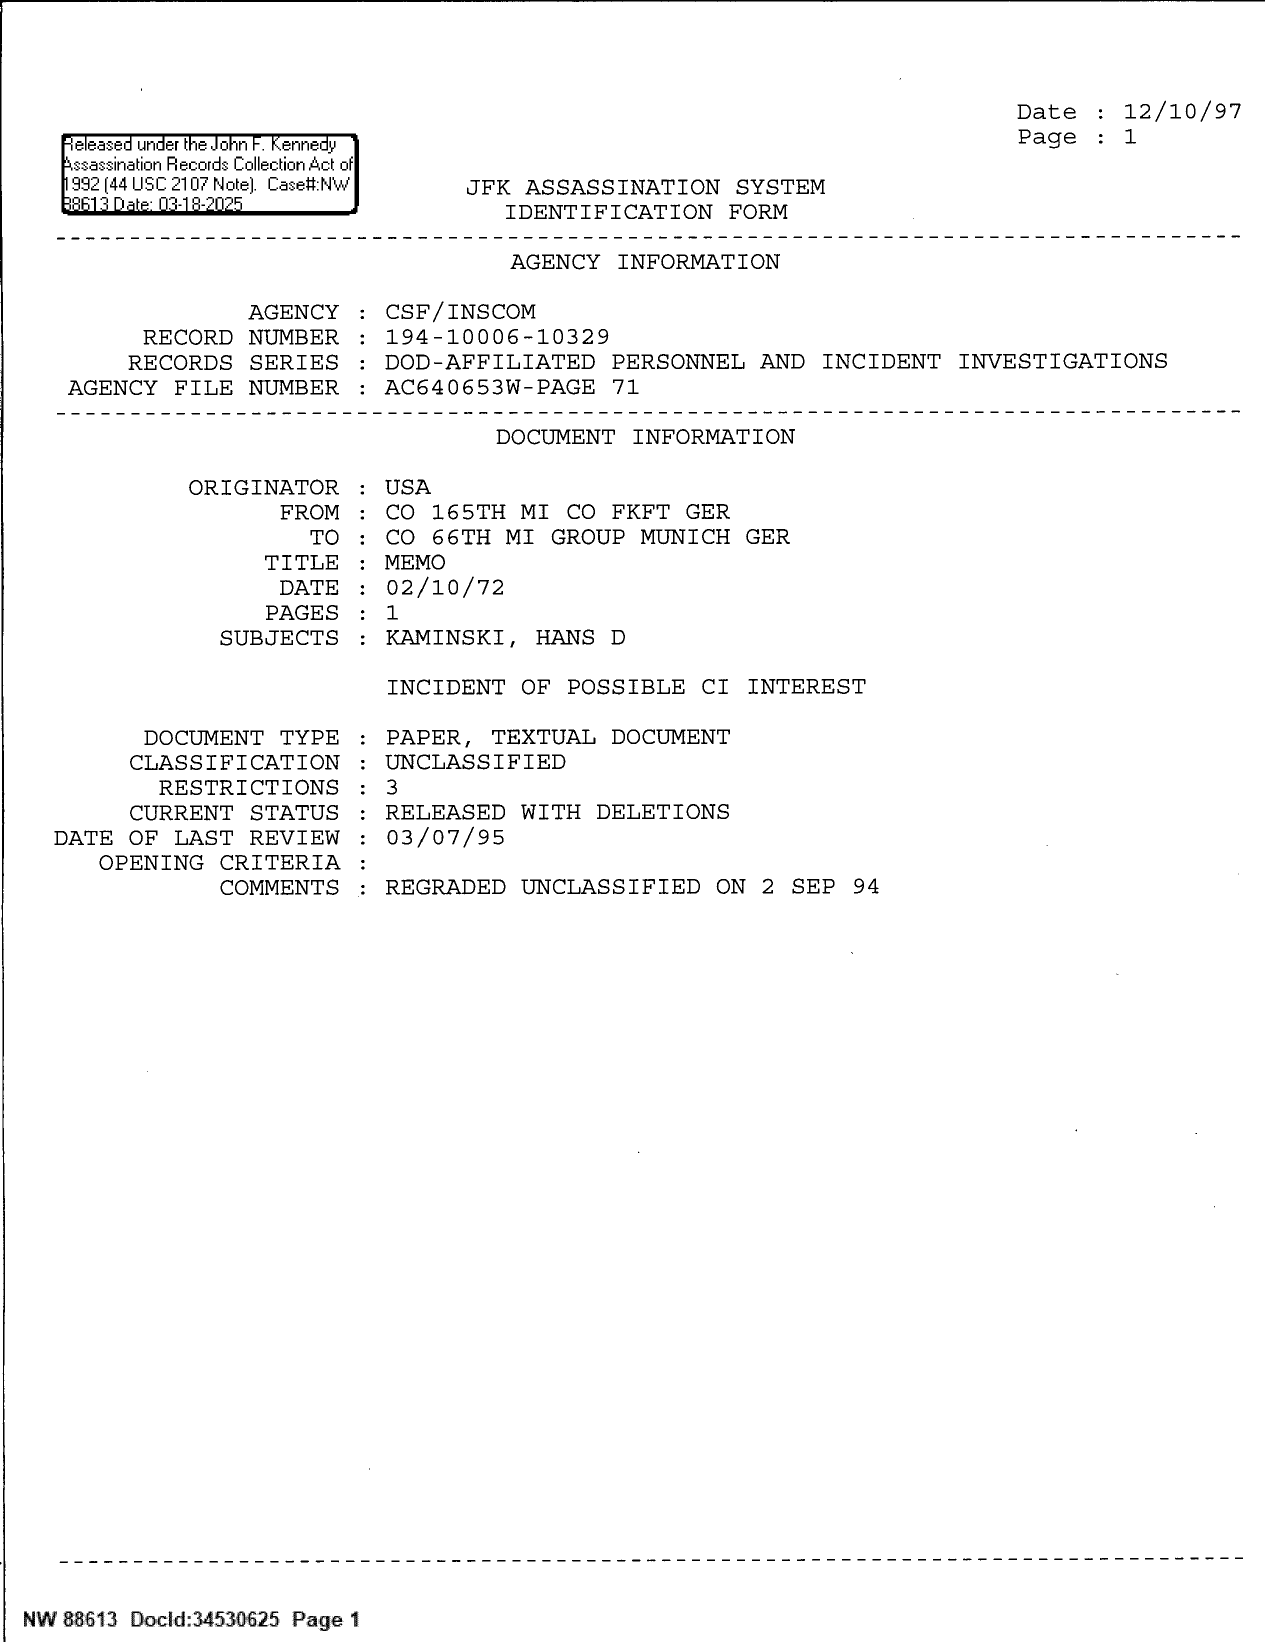 Date : 12/10/97
Page : 1
Released under the John F. Kennedy
Assassination Records Collection Act of
1992 (44 USC 2107 Note). Case#:NW
88613 Date: 03-18-2025
JFK ASSASSINATION SYSTEM
IDENTIFICATION FORM
AGENCY INFORMATION
AGENCY : CSF/INSCOM
RECORD NUMBER : 194-10006-10329
RECORDS SERIES : DOD-AFFILIATED PERSONNEL AND INCIDENT INVESTIGATIONS
AGENCY FILE NUMBER : AC640653W-PAGE 71
DOCUMENT INFORMATION
ORIGINATOR : USA
FROM : CO 165TH MI CO FKFT GER
TO : CO 66TH MI GROUP MUNICH GER
TITLE : MEMO
DATE : 02/10/72
PAGES : 1
SUBJECTS : KAMINSKI, HANS D
INCIDENT OF POSSIBLE CI INTEREST
DOCUMENT TYPE : PAPER, TEXTUAL DOCUMENT
CLASSIFICATION : UNCLASSIFIED
RESTRICTIONS : 3
CURRENT STATUS : RELEASED WITH DELETIONS
DATE OF LAST REVIEW : 03/07/95
OPENING CRITERIA :
COMMENTS : REGRADED UNCLASSIFIED ON 2 SEP 94
NW 88613 DocId:34530625 Page 1